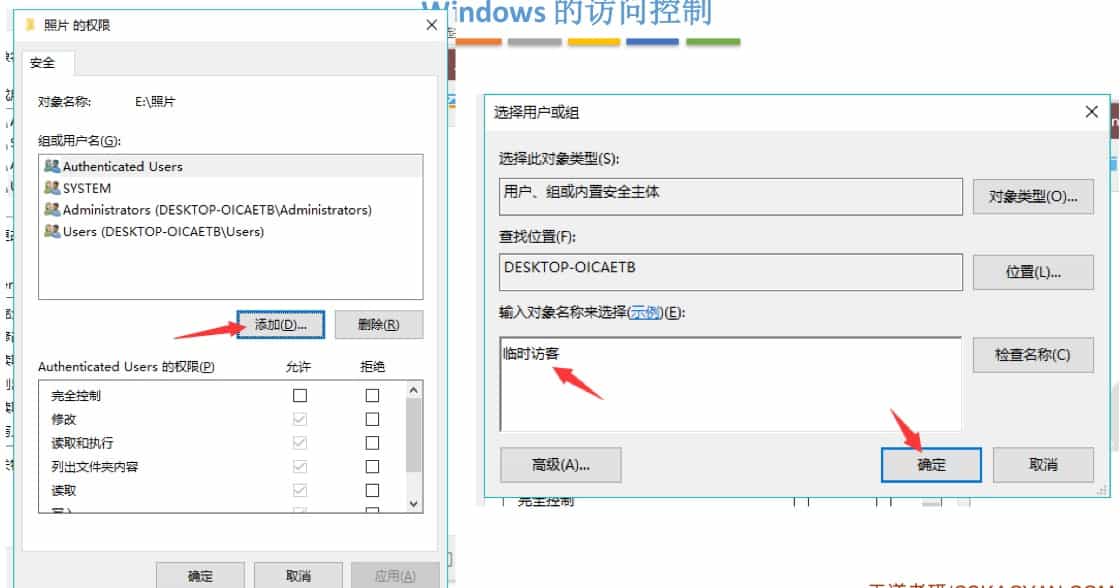 Windows 的访问控制
照片 的权限
安全
对象名称: E:\照片
组或用户名(G):
Authenticated Users
SYSTEM
Administrators (DESKTOP-OICAETB\Administrators)
Users (DESKTOP-OICAETB\Users)
添加(D)... 删除(R)
Authenticated Users 的权限(P) 允许 拒绝
完全控制
修改
读取和执行
列出文件夹内容
读取
写入
确定 取消 应用(A)
选择用户或组
选择此对象类型(S):
用户、组或内置安全主体 对象类型(O)...
查找位置(F):
DESKTOP-OICAETB 位置(L)...
输入对象名称来选择(示例)(E):
临时访客 检查名称(C)
高级(A)... 确定 取消
完全控制